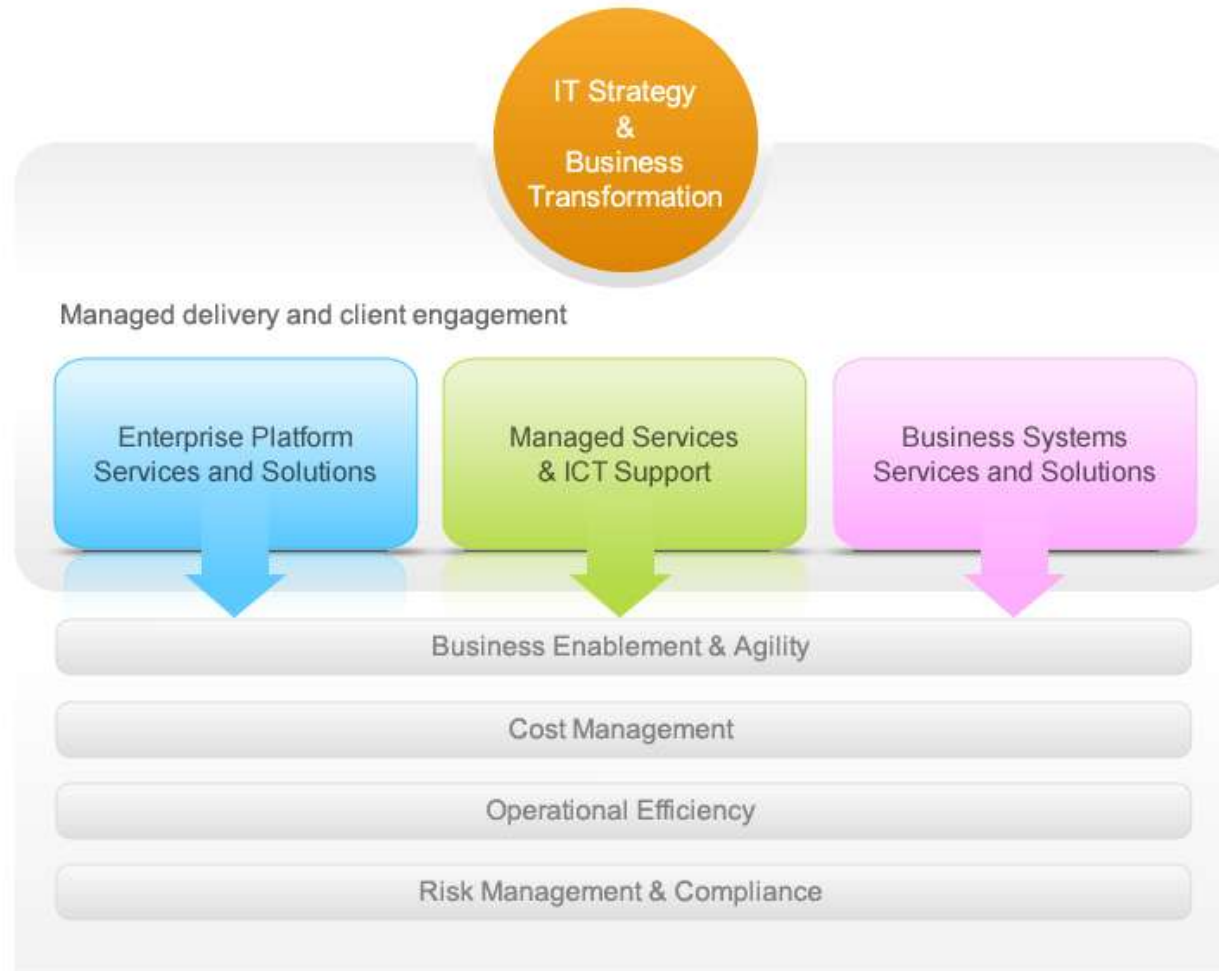 IT Strategy
&
Business
Transformation
Managed delivery and client engagement
Enterprise Platform
Services and Solutions
Managed Services
& ICT Support
Business Systems
Services and Solutions
Business Enablement & Agility
Cost Management
Operational Efficiency
Risk Management & Compliance